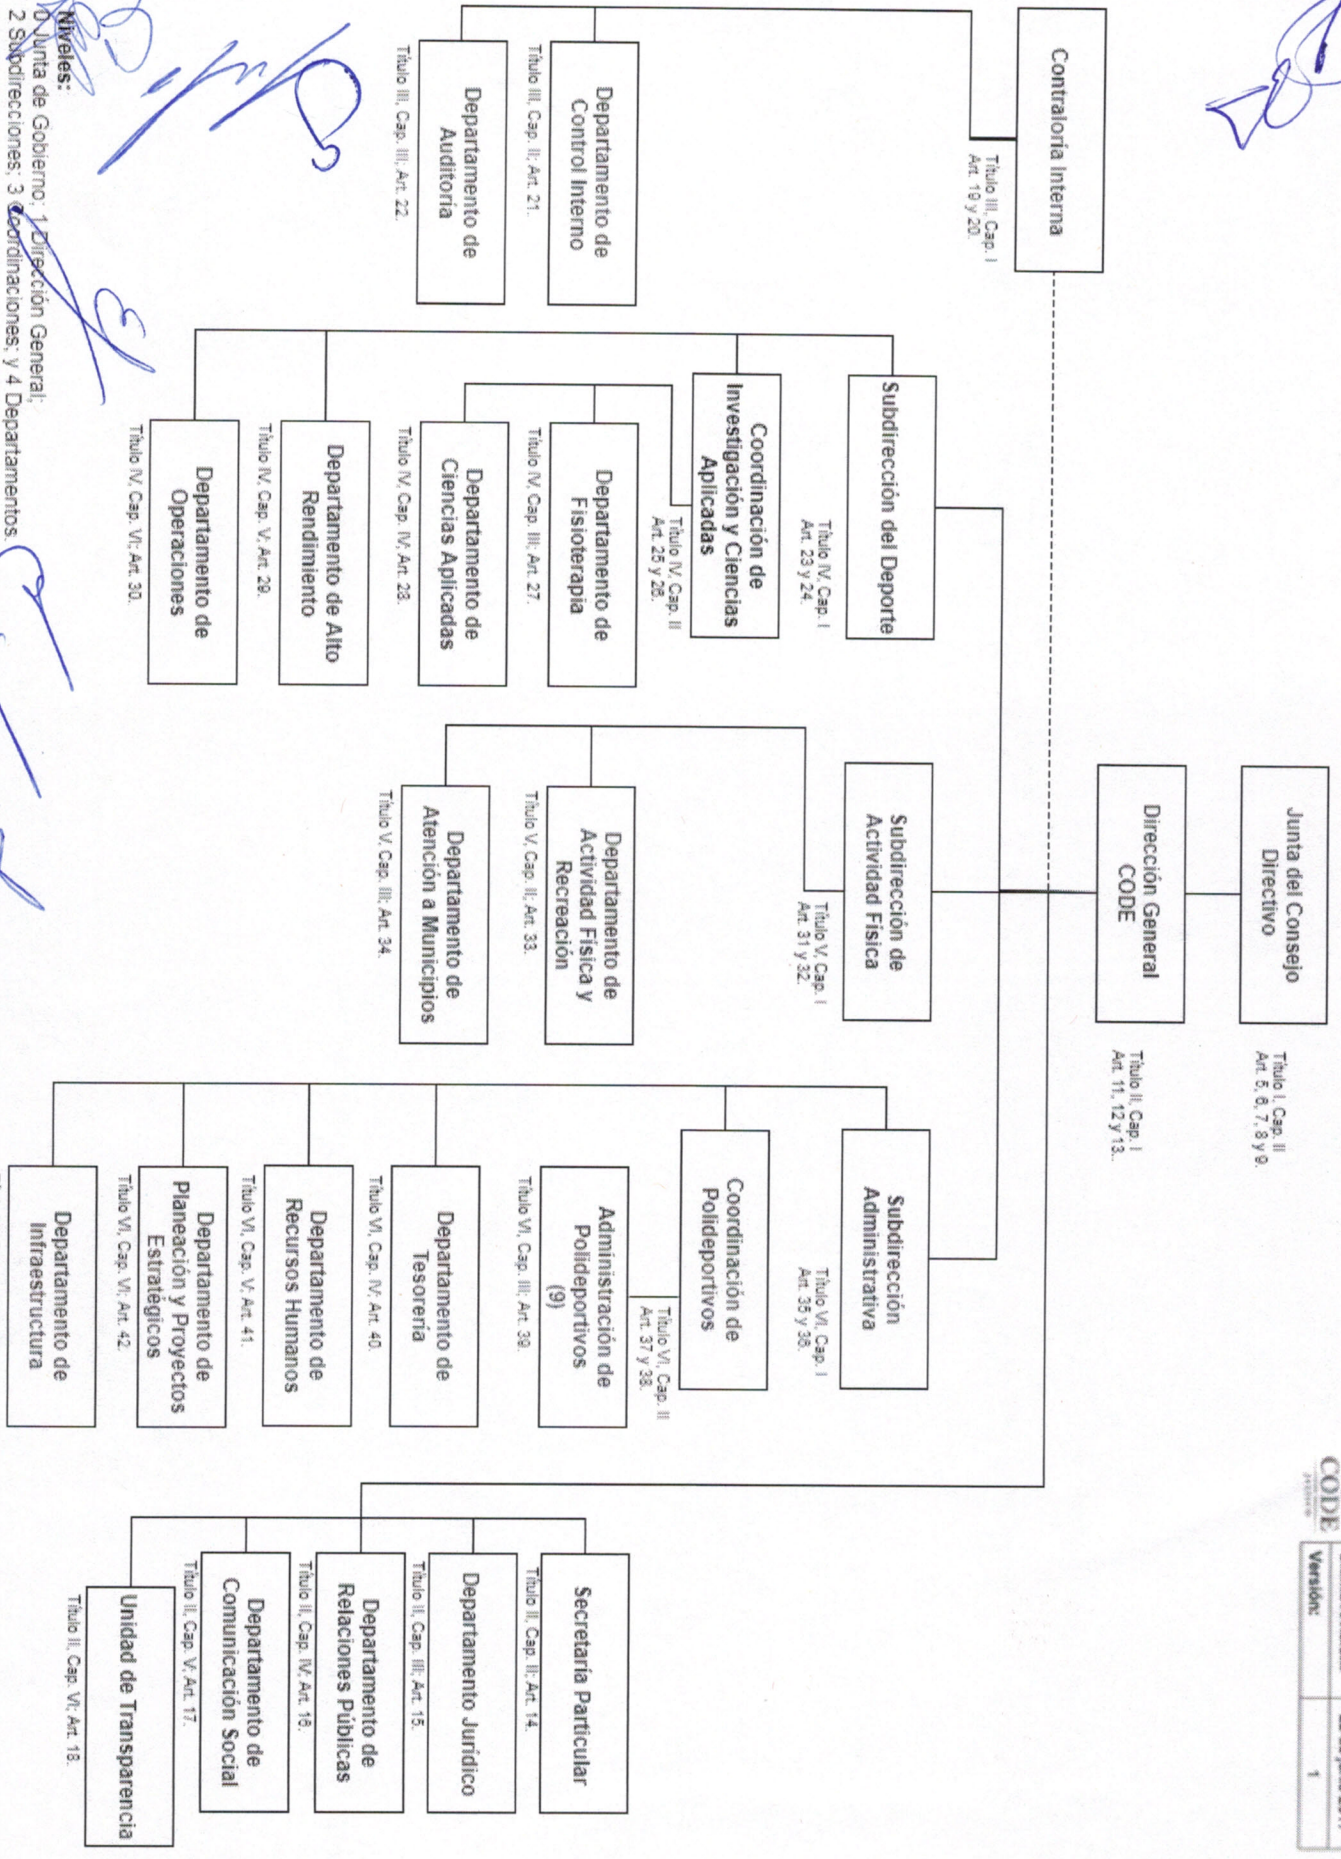 CODE
Versión: 1
Junta del Consejo
Directivo
Título I, Cap. II
Art. 5, 6, 7, 8 y 9.
Dirección General
CODE
Título II, Cap. I
Art. 11, 12 y 13.
Contraloría Interna
Título III, Cap. I
Art. 19 y 20.
Departamento de
Control Interno
Título III, Cap. II; Art. 21.
Departamento de
Auditoría
Título III, Cap. III; Art. 22.
Subdirección del Deporte
Título IV, Cap. I
Art. 23 y 24.
Coordinación de
Investigación y Ciencias
Aplicadas
Título IV, Cap. II
Art. 25 y 26.
Departamento de
Fisioterapia
Título IV, Cap. III; Art. 27.
Departamento de
Ciencias Aplicadas
Título IV, Cap. IV; Art. 28.
Departamento de Alto
Rendimiento
Título IV, Cap. V; Art. 29.
Departamento de
Operaciones
Título IV, Cap. VI; Art. 30.
Subdirección de
Actividad Física
Título V, Cap. I
Art. 31 y 32.
Departamento de
Actividad Física y
Recreación
Título V, Cap. II; Art. 33.
Departamento de
Atención a Municipios
Título V, Cap. III; Art. 34.
Subdirección
Administrativa
Título VI, Cap. I
Art. 35 y 36.
Coordinación de
Polideportivos
Título VI, Cap. II
Art. 37 y 38.
Administración de
Polideportivos
(9)
Título VI, Cap. III; Art. 39.
Departamento de
Tesorería
Título VI, Cap. IV; Art. 40.
Departamento de
Recursos Humanos
Título VI, Cap. V; Art. 41.
Departamento de
Planeación y Proyectos
Estratégicos
Título VI, Cap. VI; Art. 42.
Departamento de
Infraestructura
Secretaría Particular
Título II, Cap. II; Art. 14.
Departamento Jurídico
Título II, Cap. III; Art. 15.
Departamento de
Relaciones Públicas
Título II, Cap. IV; Art. 16.
Departamento de
Comunicación Social
Título II, Cap. V; Art. 17.
Unidad de Transparencia
Título II, Cap. VI; Art. 18.
Niveles:
0 Junta de Gobierno; 1 Dirección General;
2 Subdirecciones; 3 Coordinaciones; y 4 Departamentos.